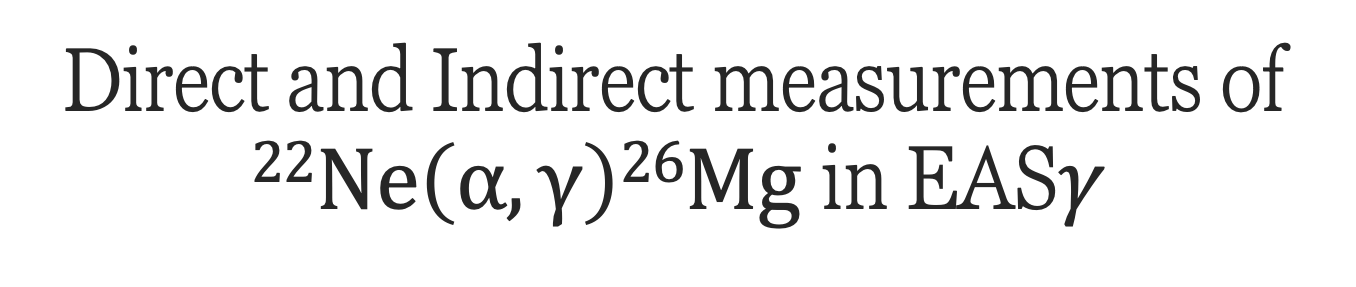 Direct and Indirect measurements of
²²Ne(α, γ)²⁶Mg in EASγ